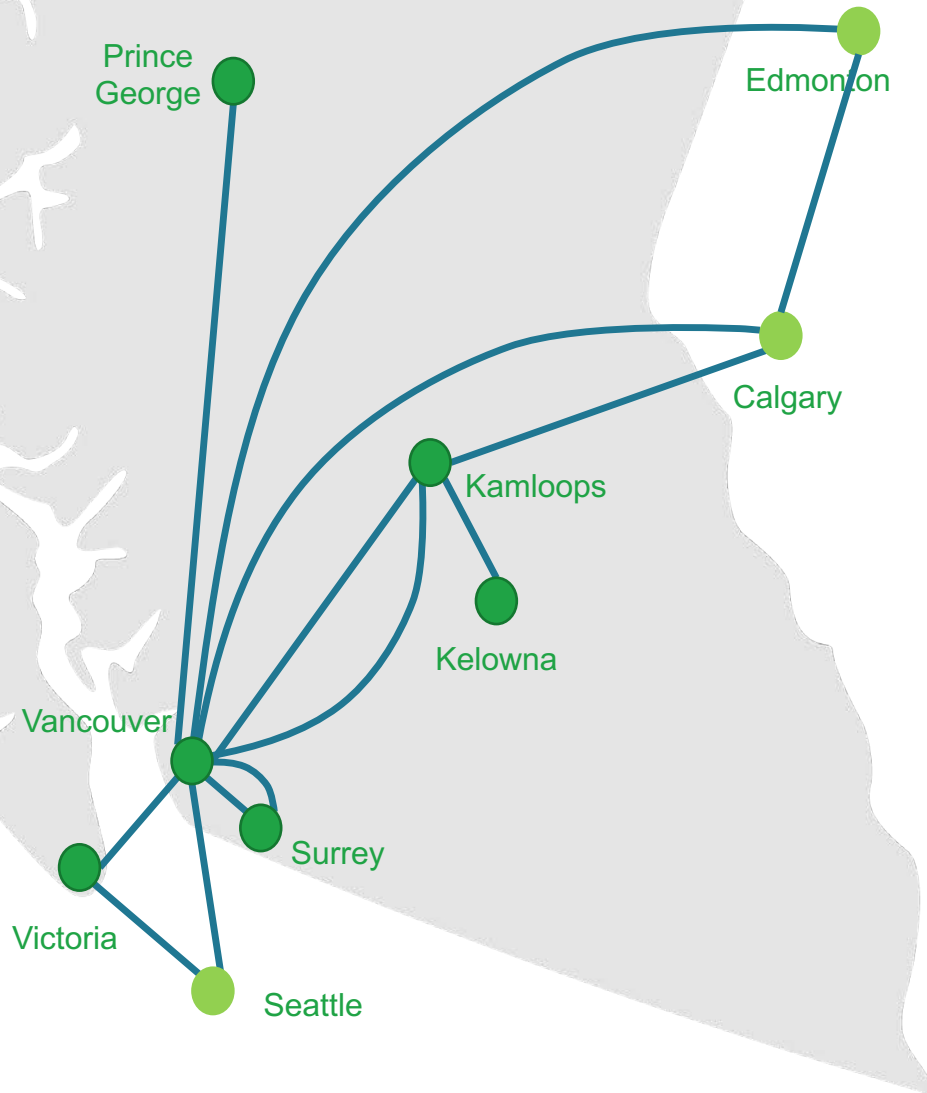 Prince
George
Edmonton
Calgary
Kamloops
Kelowna
Vancouver
Surrey
Victoria
Seattle